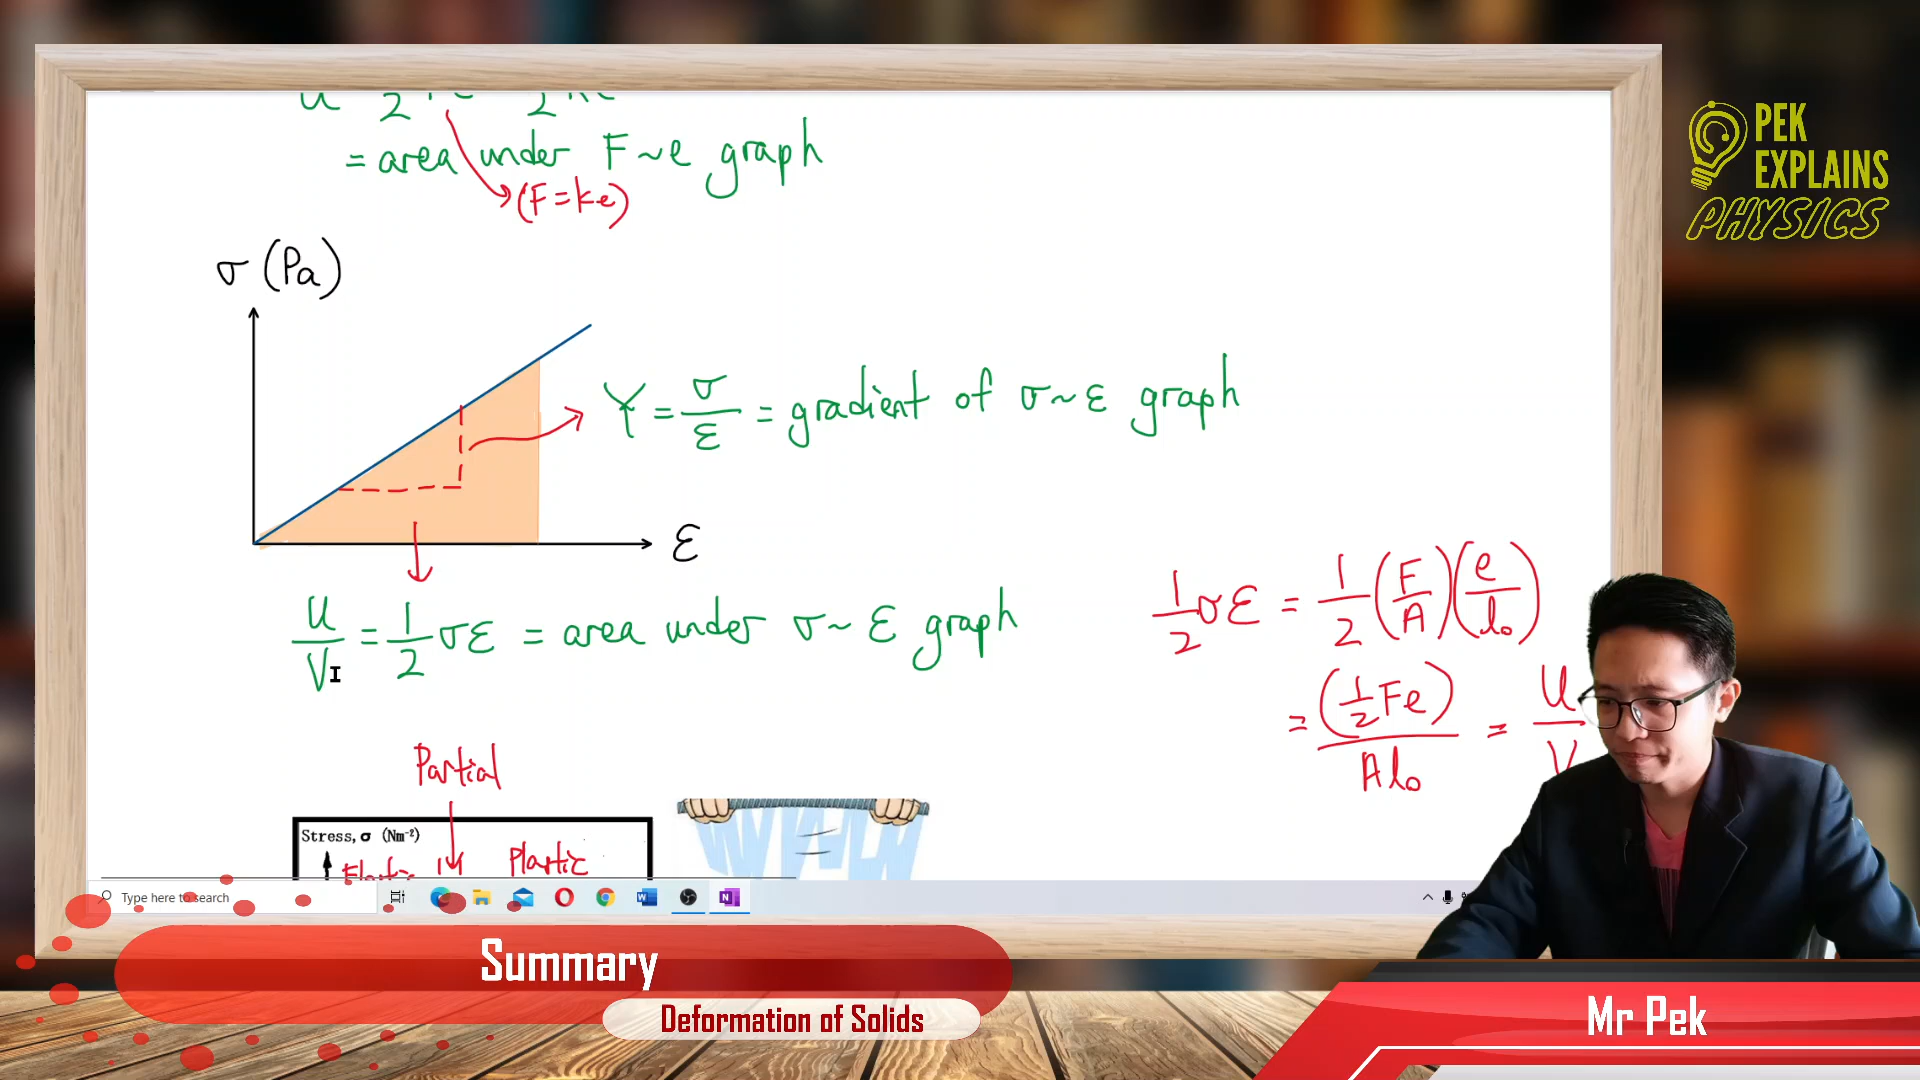 = area under F ~ e graph
(F = ke)
σ (Pa)
Y = σ/ε = gradient of σ ~ ε graph
ε
U/V = 1/2 σε = area under σ ~ ε graph
1/2 σε = 1/2 (F/A)(e/l₀)
= (1/2 Fe)/Al₀ = U/V
Partial
Stress, σ (Nm⁻²)
Plastic
Type here to search
PEK
EXPLAINS
PHYSICS
Summary
Deformation of Solids
Mr Pek